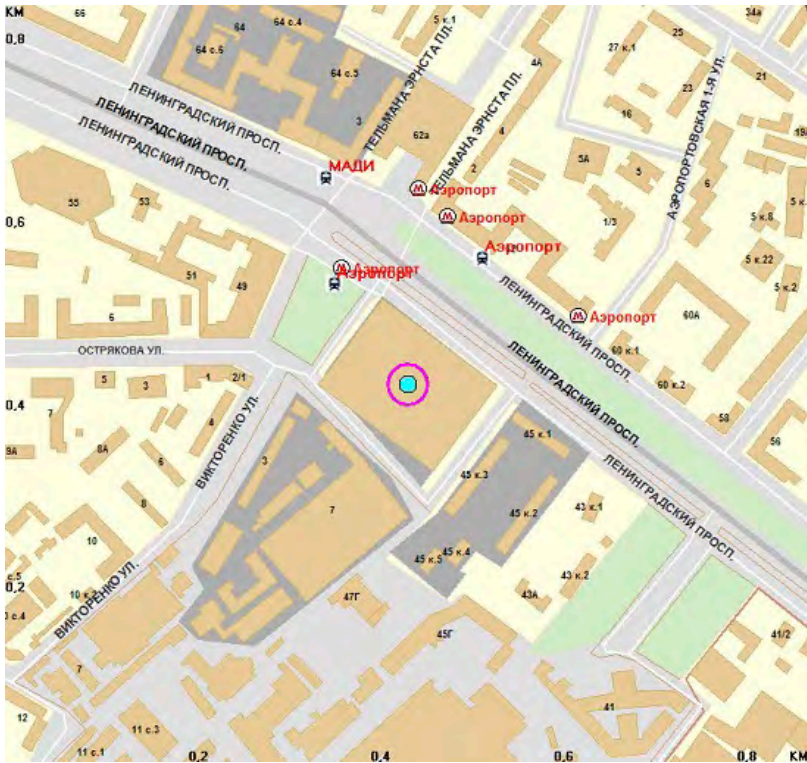 КМ
66
64
64 с.4
5 к.1
34а
0,8
64 с.6
64 с.5
4А
27 к.1
25
21
23
16
ЛЕНИНГРАДСКИЙ ПРОСП.
ЛЕНИНГРАДСКИЙ ПРОСП.
ЛЕНИНГРАДСКИЙ ПРОСП.
3
ТЕЛЬМАНА ЭРНСТА ПЛ.
62а
4
ТЕЛЬМАНА ЭРНСТА ПЛ.
2
АЭРОПОРТОВСКАЯ 1-Я УЛ.
5А
5
6
МАДИ
Аэропорт
Аэропорт
Аэропорт
55
53
0,6
1/3
5 к.8
5 к.22
5 к.2
51
49
Аэропорт
Аэропорт
ЛЕНИНГРАДСКИЙ ПРОСП.
Аэропорт
60А
6
60 к.1
60 к.2
ОСТРЯКОВА УЛ.
ЛЕНИНГРАДСКИЙ ПРОСП.
5
3
1
2/1
58
56
0,4
7
4
8А
6
9А
8
ВИКТОРЕНКО УЛ.
3
7
45 к.1
45 к.3
45 к.2
45 к.4
45 к.5
43 к.1
43 к.2
43А
ЛЕНИНГРАДСКИЙ ПРОСП.
10
0,2
10 к.2
ВИКТОРЕНКО УЛ.
47Г
45Г
41/2
7
41
12
11 с.3
11 с.1
0,2
0,4
0,6
0,8
КМ